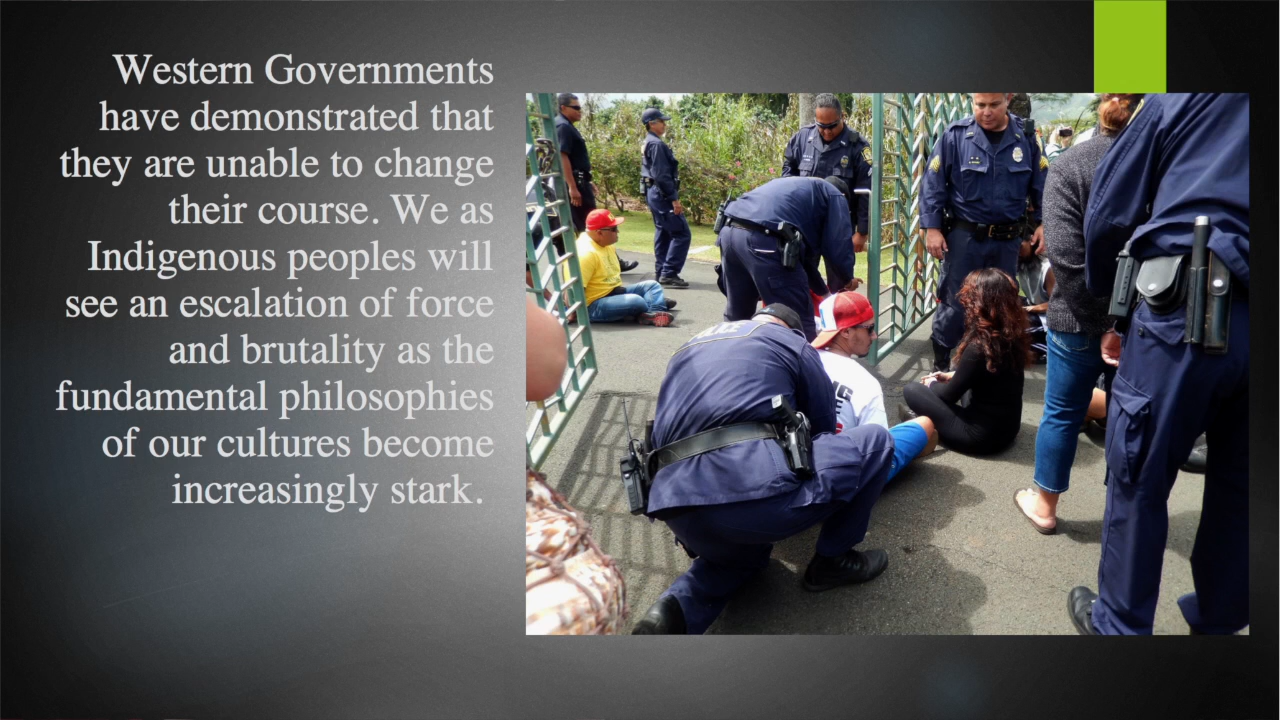 Western Governments
have demonstrated that
they are unable to change
their course. We as
Indigenous peoples will
see an escalation of force
and brutality as the
fundamental philosophies
of our cultures become
increasingly stark.
POLICE